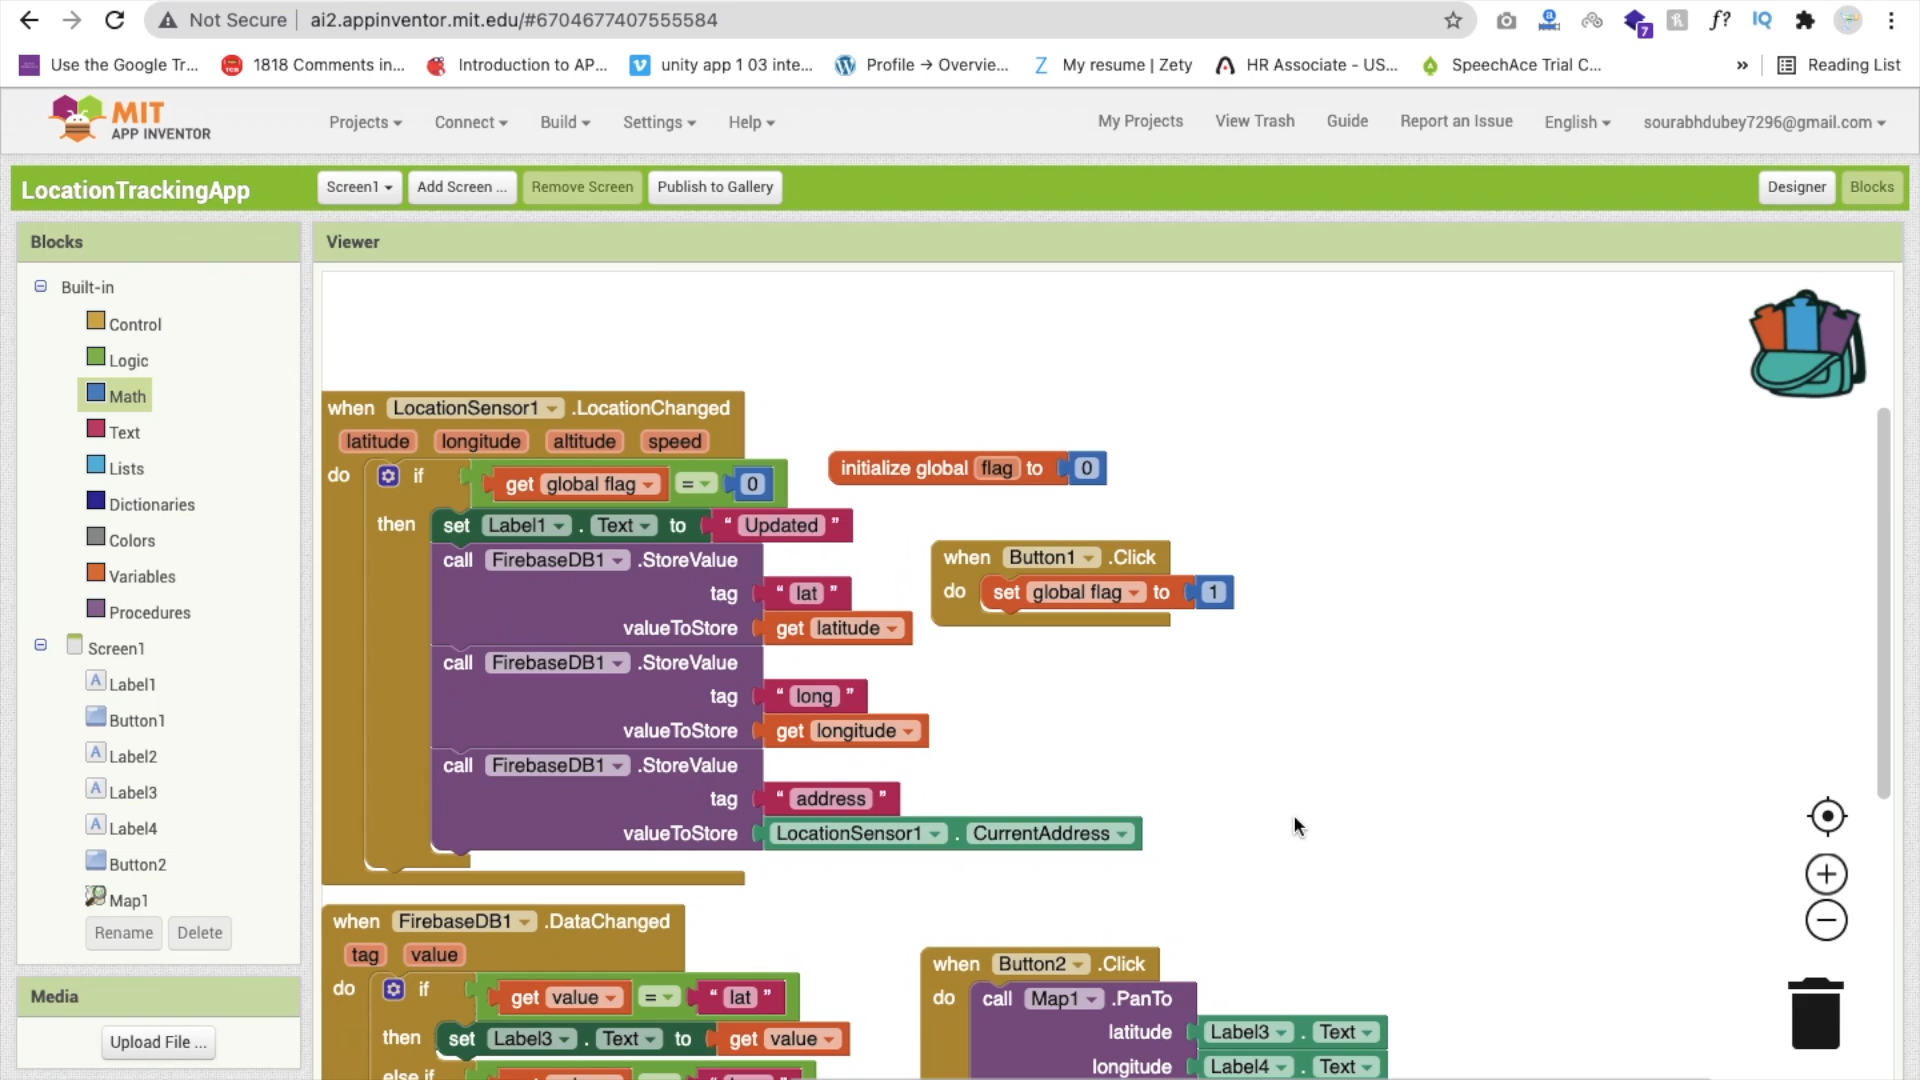 Not Secure ai2.appinventor.mit.edu/#6704677407555584
7
Use the Google Tr... 1818 Comments in... Introduction to AP... unity app 1 03 inte... Profile → Overvie... My resume | Zety HR Associate - US... SpeechAce Trial C... » Reading List
MIT
APP INVENTOR
Projects Connect Build Settings Help My Projects View Trash Guide Report an Issue English sourabhdubey7296@gmail.com
LocationTrackingApp Screen1 Add Screen ... Remove Screen Publish to Gallery Designer Blocks
Blocks
Built-in
Control
Logic
Math
Text
Lists
Dictionaries
Colors
Variables
Procedures
Screen1
Label1
Button1
Label2
Label3
Label4
Button2
Map1
Rename Delete
Media
Upload File ...
Viewer
when LocationSensor1 .LocationChanged
latitude longitude altitude speed
do if get global flag = 0
then set Label1 . Text to “ Updated ”
call FirebaseDB1 .StoreValue
tag “ lat ”
valueToStore get latitude
call FirebaseDB1 .StoreValue
tag “ long ”
valueToStore get longitude
call FirebaseDB1 .StoreValue
tag “ address ”
valueToStore LocationSensor1 . CurrentAddress
initialize global flag to 0
when Button1 .Click
do set global flag to 1
when FirebaseDB1 .DataChanged
tag value
do if get value = “ lat ”
then set Label3 . Text to get value
else if
when Button2 .Click
do call Map1 .PanTo
latitude Label3 . Text
longitude Label4 . Text